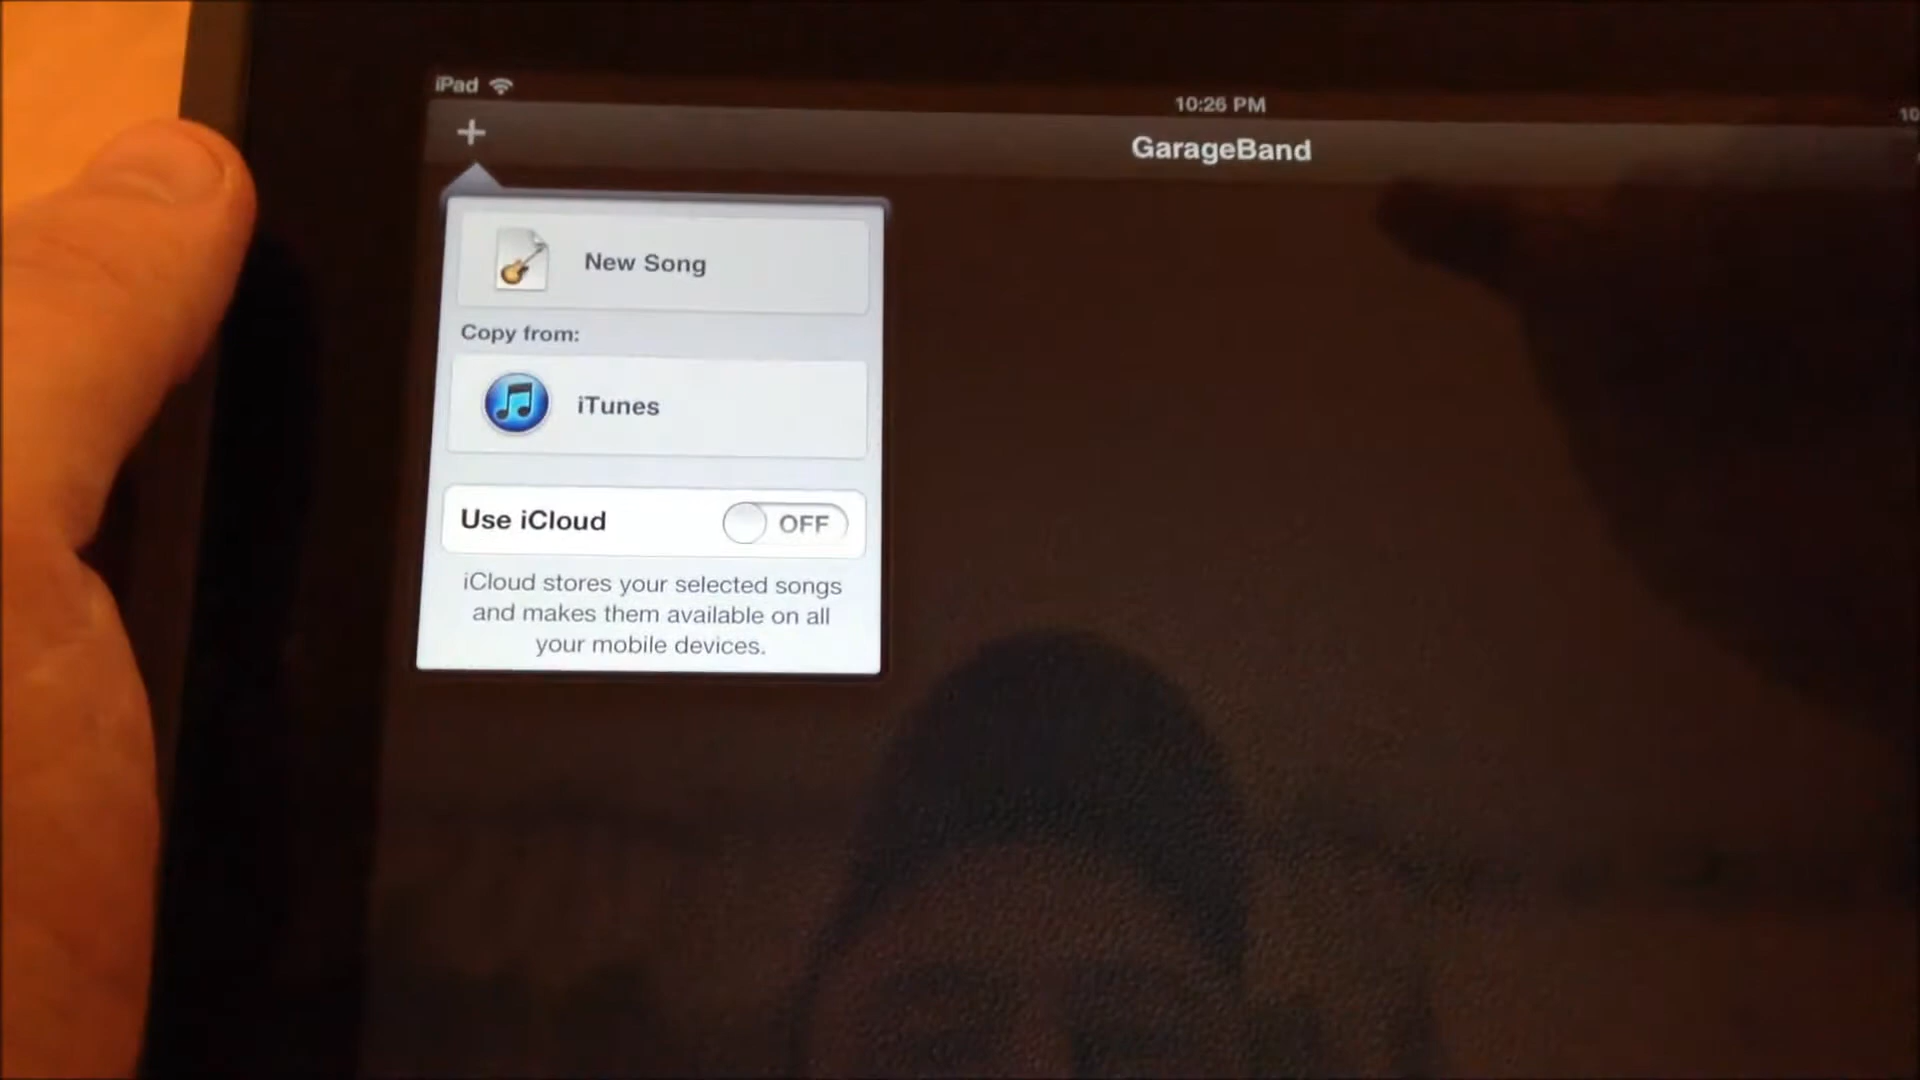 iPad
10:26 PM
10
GarageBand
New Song
Copy from:
iTunes
Use iCloud
OFF
iCloud stores your selected songs
and makes them available on all
your mobile devices.